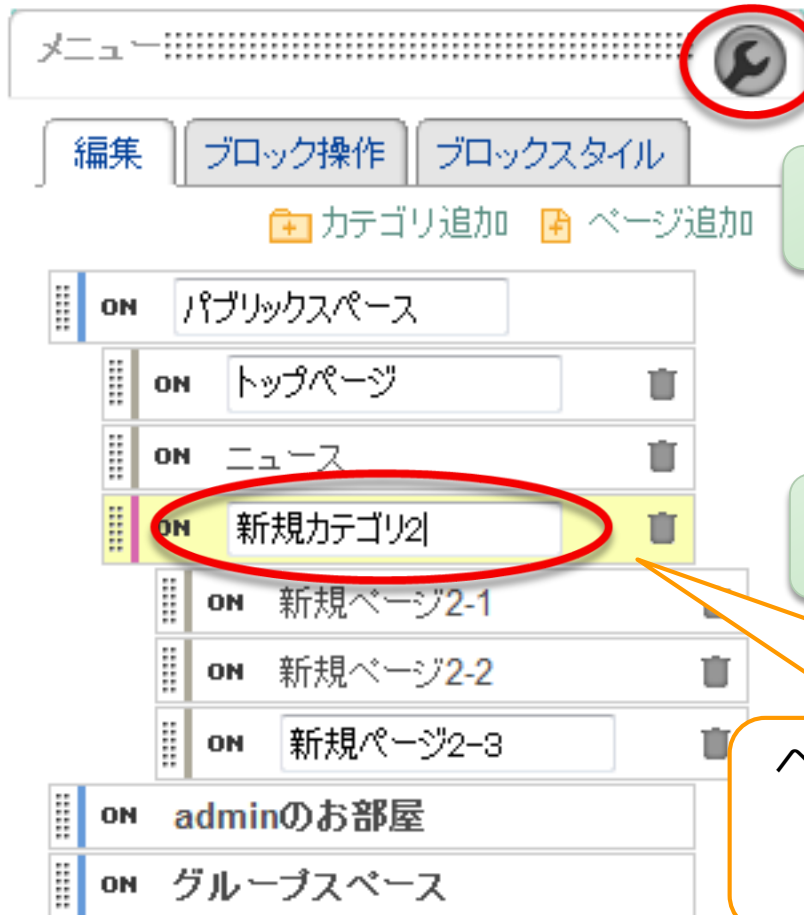 メニュー
編集 ブロック操作 ブロックスタイル
カテゴリ追加 ページ追加
ON パブリックスペース
ON トップページ
ON ニュース
ON 新規カテゴリ2
ON 新規ページ2-1
ON 新規ページ2-2
ON 新規ページ2-3
ON adminのお部屋
ON グループスペース